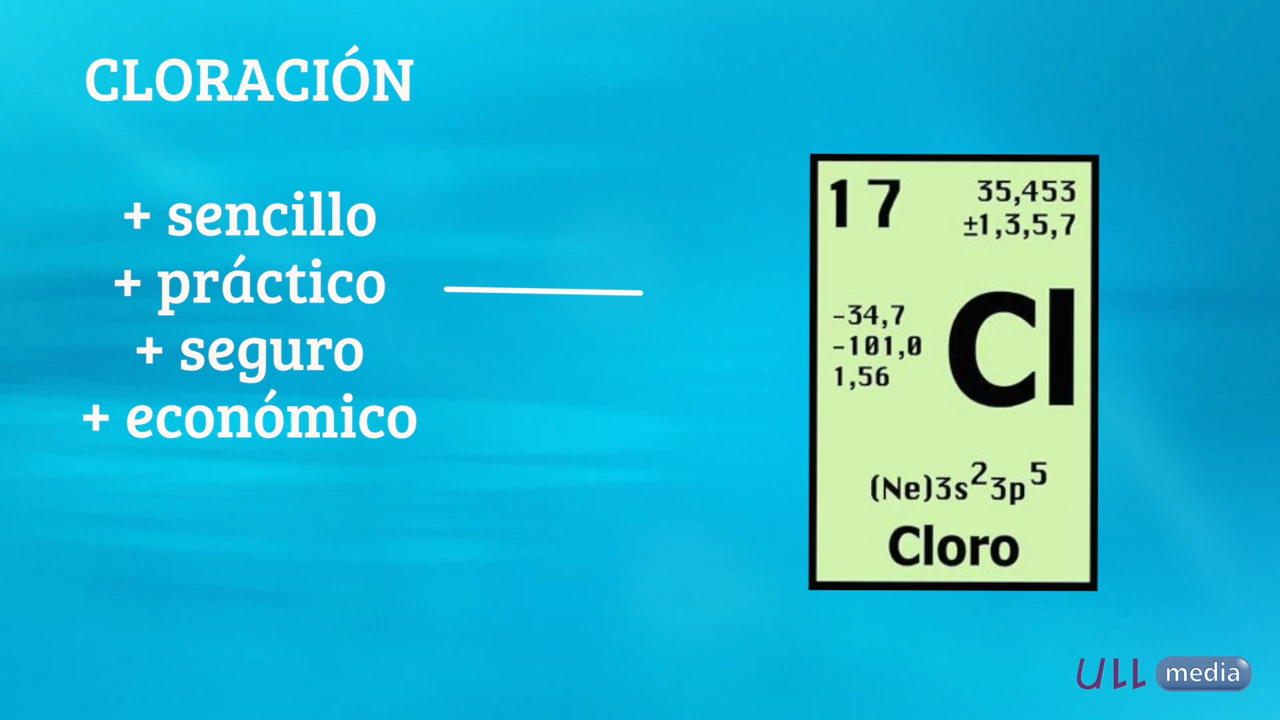 CLORACIÓN
+ sencillo
+ práctico
+ seguro
+ económico
17
35,453
±1,3,5,7
-34,7
-101,0
1,56
Cl
(Ne)3s²3p⁵
Cloro
ULL media